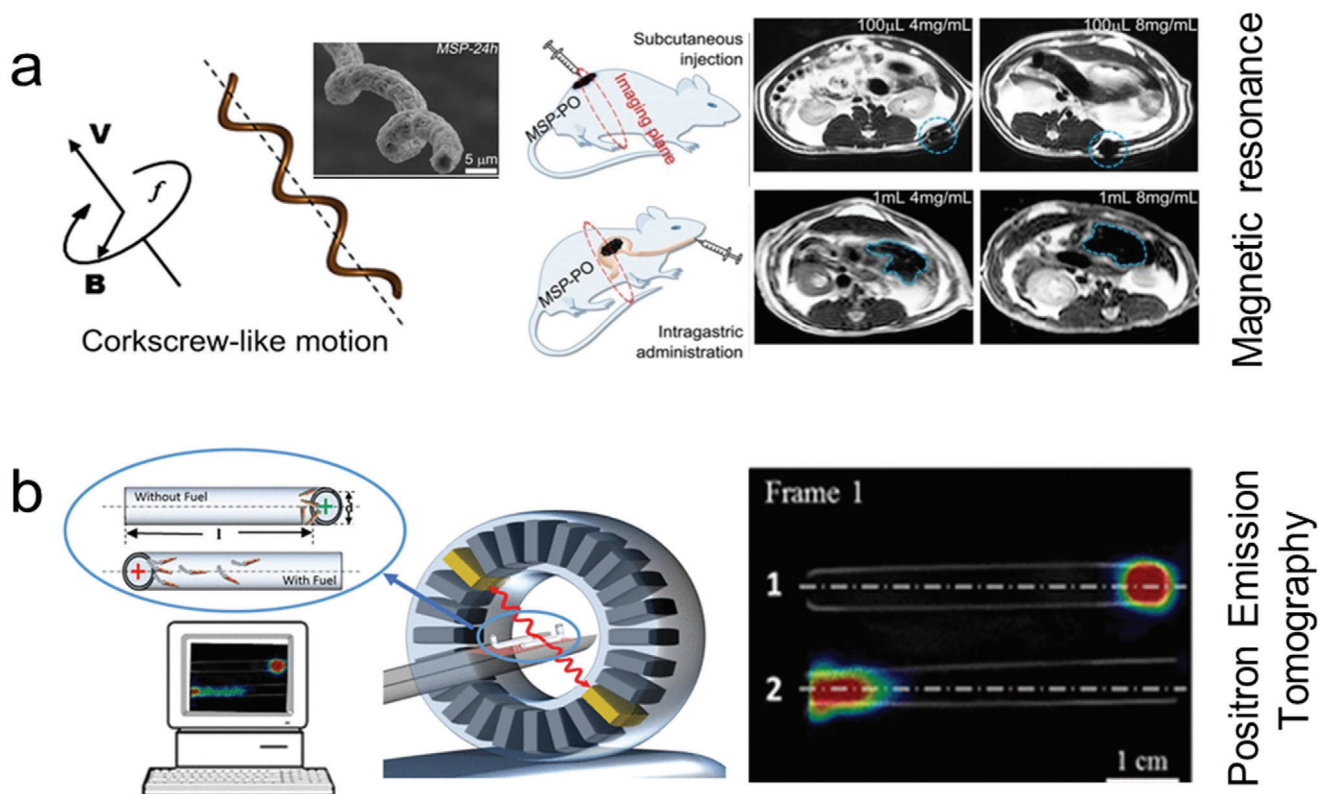 a
V
f
B
Corkscrew-like motion
MSP-24h
5 μm
Subcutaneous
injection
MSP-PO
Imaging plane
MSP-PO
Intragastric
administration
100μL 4mg/mL
100μL 8mg/mL
1mL 4mg/mL
1mL 8mg/mL
Magnetic resonance
b
Without Fuel
+
d
l
+
With Fuel
Frame 1
1
2
1 cm
Positron Emission
Tomography